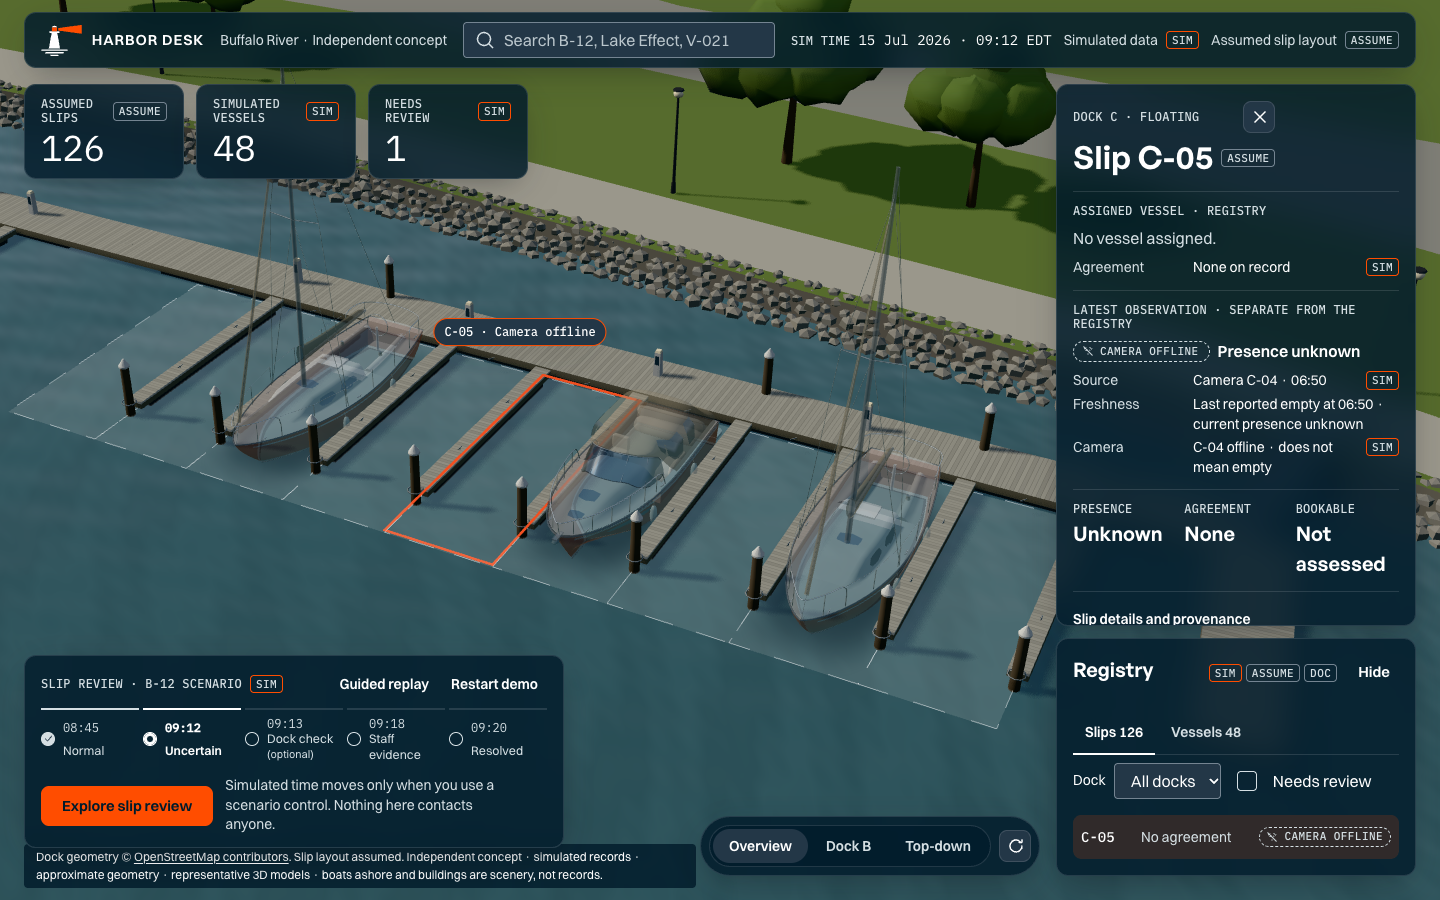 HARBOR DESK
Buffalo River · Independent concept
Search B-12, Lake Effect, V-021
SIM TIME 15 Jul 2026 · 09:12 EDT
Simulated data SIM
Assumed slip layout ASSUME
ASSUMED SLIPS ASSUME
126
SIMULATED VESSELS SIM
48
NEEDS REVIEW SIM
1
C-05 · Camera offline
DOCK C · FLOATING
Slip C-05 ASSUME
ASSIGNED VESSEL · REGISTRY
No vessel assigned.
Agreement None on record SIM
LATEST OBSERVATION · SEPARATE FROM THE
REGISTRY
CAMERA OFFLINE Presence unknown
Source Camera C-04 · 06:50 SIM
Freshness Last reported empty at 06:50 ·
current presence unknown
Camera C-04 offline · does not SIM
mean empty
PRESENCE AGREEMENT BOOKABLE
Unknown None Not
assessed
Slip details and provenance
SLIP REVIEW · B-12 SCENARIO SIM
Guided replay
Restart demo
08:45
Normal
09:12
Uncertain
09:13
Dock check
(optional)
09:18
Staff
evidence
09:20
Resolved
Explore slip review
Simulated time moves only when you use a
scenario control. Nothing here contacts
anyone.
Dock geometry © OpenStreetMap contributors. Slip layout assumed. Independent concept · simulated records ·
approximate geometry · representative 3D models · boats ashore and buildings are scenery, not records.
Overview
Dock B
Top-down
Registry SIM ASSUME DOC Hide
Slips 126 Vessels 48
Dock All docks Needs review
C-05 No agreement CAMERA OFFLINE